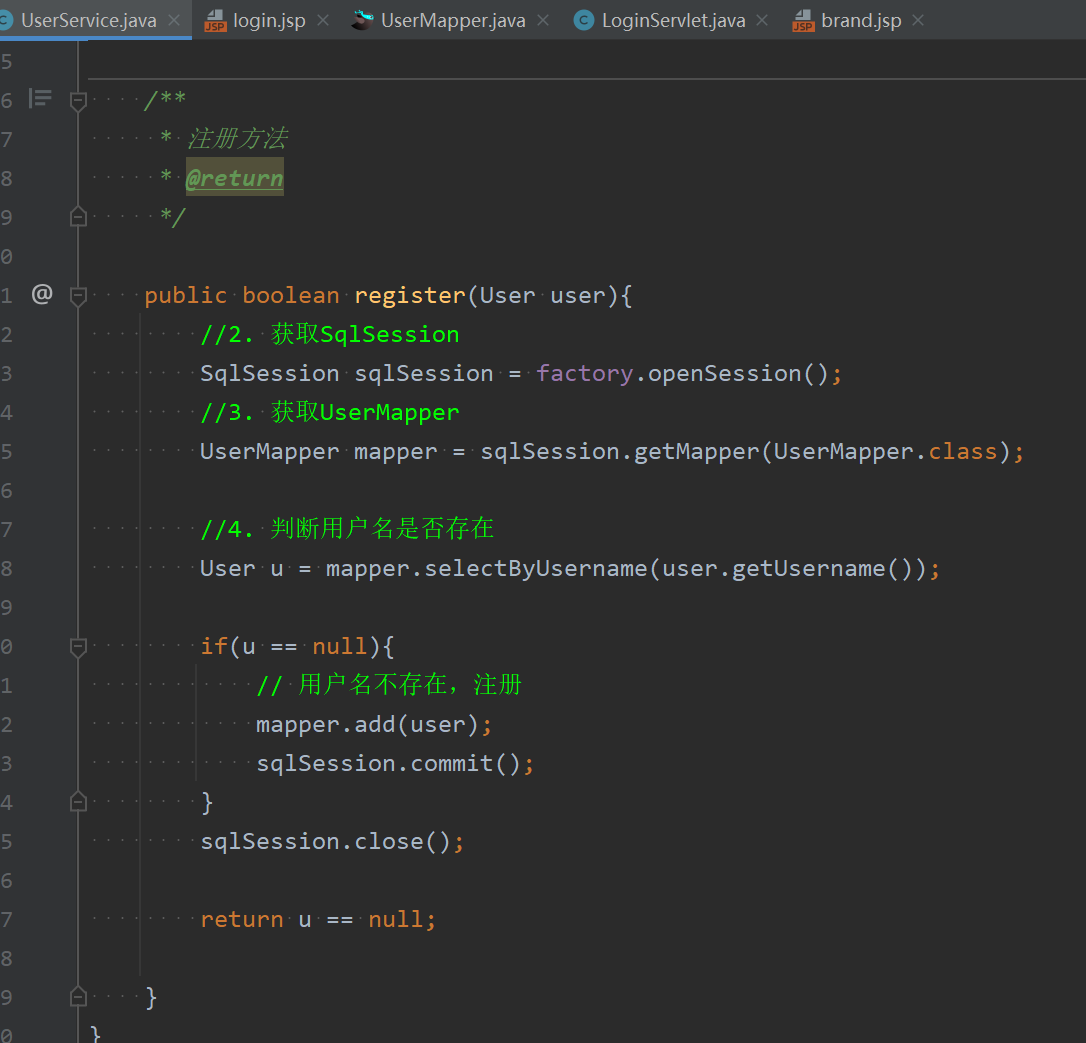 UserService.java login.jsp UserMapper.java LoginServlet.java brand.jsp
5
6 /**
7 * 注册方法
8 * @return
9 */
0
1 @ public boolean register(User user){
2 //2. 获取SqlSession
3 SqlSession sqlSession = factory.openSession();
4 //3. 获取UserMapper
5 UserMapper mapper = sqlSession.getMapper(UserMapper.class);
6
7 //4. 判断用户名是否存在
8 User u = mapper.selectByUsername(user.getUsername());
9
0 if(u == null){
1 // 用户名不存在，注册
2 mapper.add(user);
3 sqlSession.commit();
4 }
5 sqlSession.close();
6
7 return u == null;
8
9 }
0 }